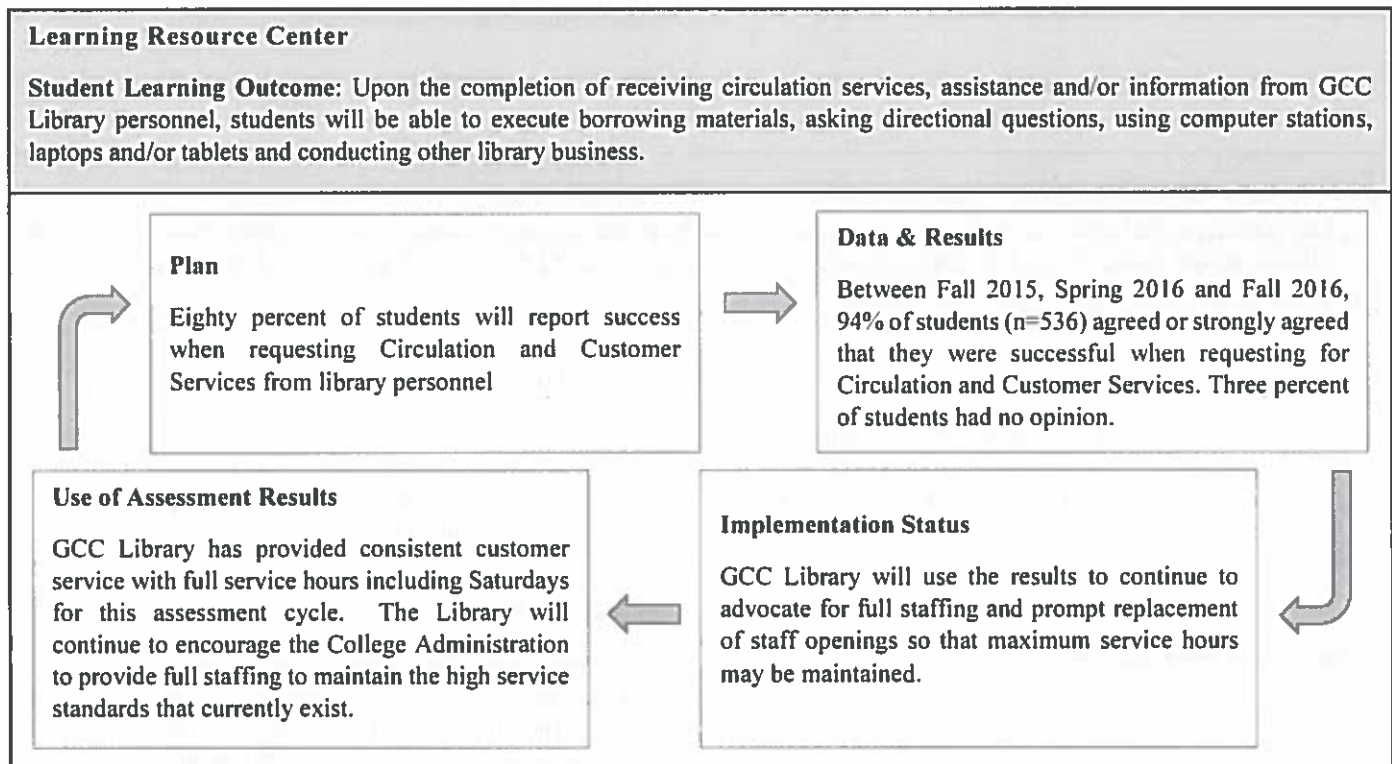 Learning Resource Center
Student Learning Outcome: Upon the completion of receiving circulation services, assistance and/or information from GCC
Library personnel, students will be able to execute borrowing materials, asking directional questions, using computer stations,
laptops and/or tablets and conducting other library business.
Plan
Eighty percent of students will report success
when requesting Circulation and Customer
Services from library personnel
Data & Results
Between Fall 2015, Spring 2016 and Fall 2016,
94% of students (n=536) agreed or strongly agreed
that they were successful when requesting for
Circulation and Customer Services. Three percent
of students had no opinion.
Use of Assessment Results
GCC Library has provided consistent customer
service with full service hours including Saturdays
for this assessment cycle. The Library will
continue to encourage the College Administration
to provide full staffing to maintain the high service
standards that currently exist.
Implementation Status
GCC Library will use the results to continue to
advocate for full staffing and prompt replacement
of staff openings so that maximum service hours
may be maintained.